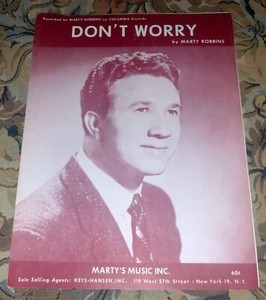 Recorded by MARTY ROBBINS on COLUMBIA Records
DON'T WORRY
by MARTY ROBBINS
MARTY'S MUSIC INC.
60¢
Sole Selling Agents: KEYS-HANSEN, INC. 119 West 57th Street · New York 19, N. Y.